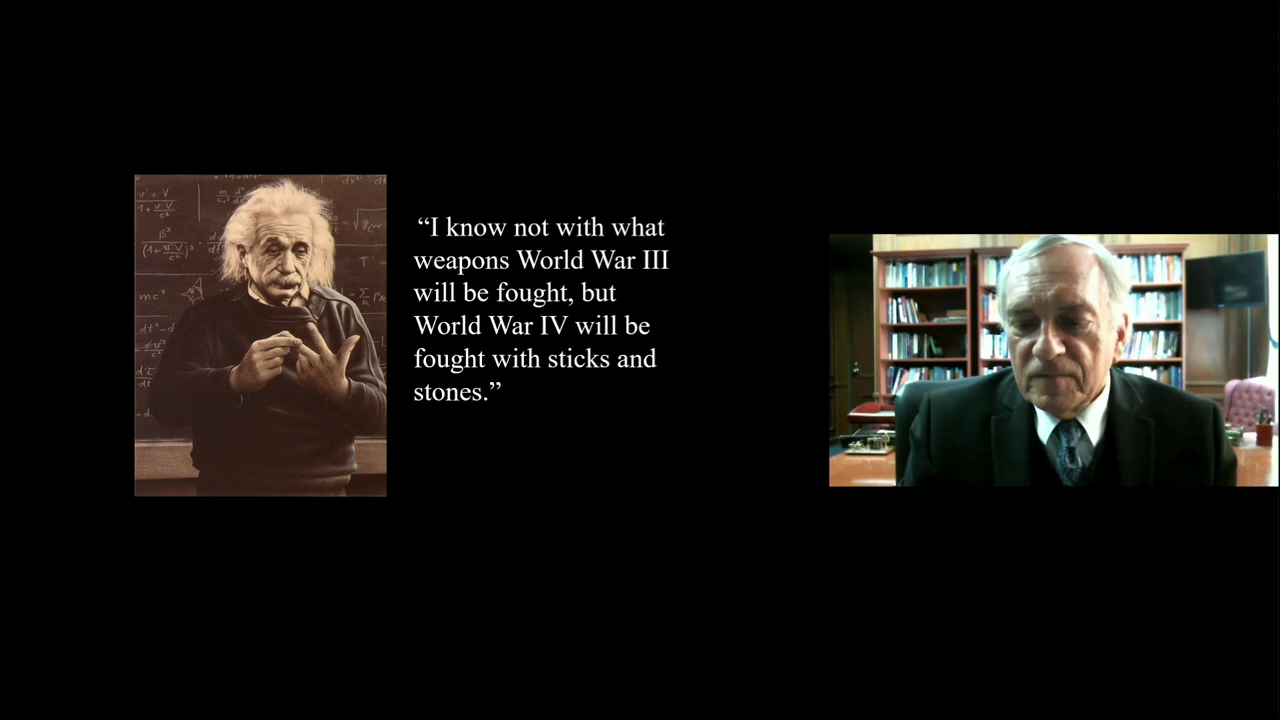 “I know not with what
weapons World War III
will be fought, but
World War IV will be
fought with sticks and
stones.”
mc²